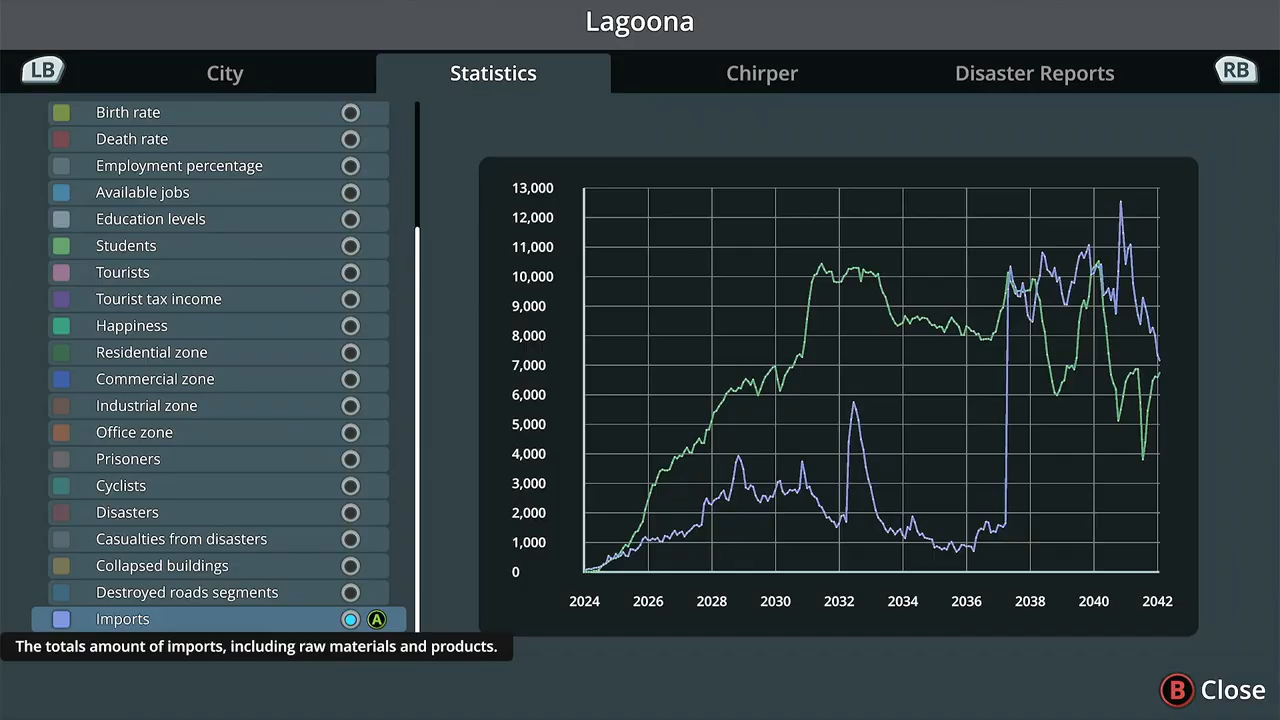 Lagoona
LB City Statistics Chirper Disaster Reports RB
Birth rate
Death rate
Employment percentage
Available jobs
Education levels
Students
Tourists
Tourist tax income
Happiness
Residential zone
Commercial zone
Industrial zone
Office zone
Prisoners
Cyclists
Disasters
Casualties from disasters
Collapsed buildings
Destroyed roads segments
Imports A
The totals amount of imports, including raw materials and products.
13,000
12,000
11,000
10,000
9,000
8,000
7,000
6,000
5,000
4,000
3,000
2,000
1,000
0
2024 2026 2028 2030 2032 2034 2036 2038 2040 2042
B Close